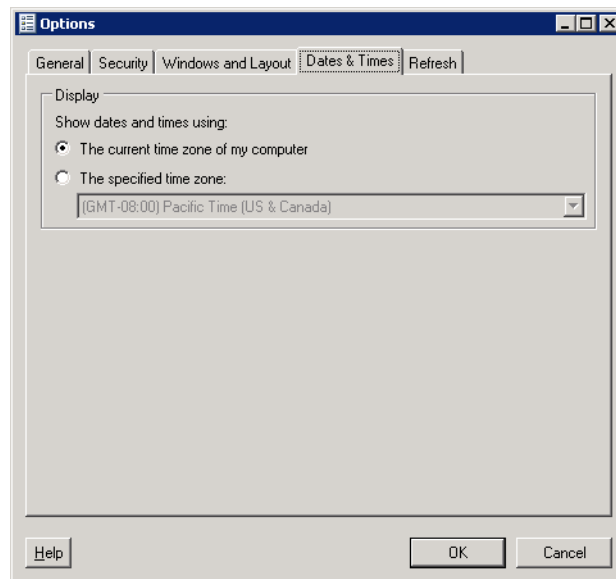 Options
General Security Windows and Layout Dates & Times Refresh
Display
Show dates and times using:
The current time zone of my computer
The specified time zone:
(GMT-08:00) Pacific Time (US & Canada)
Help OK Cancel